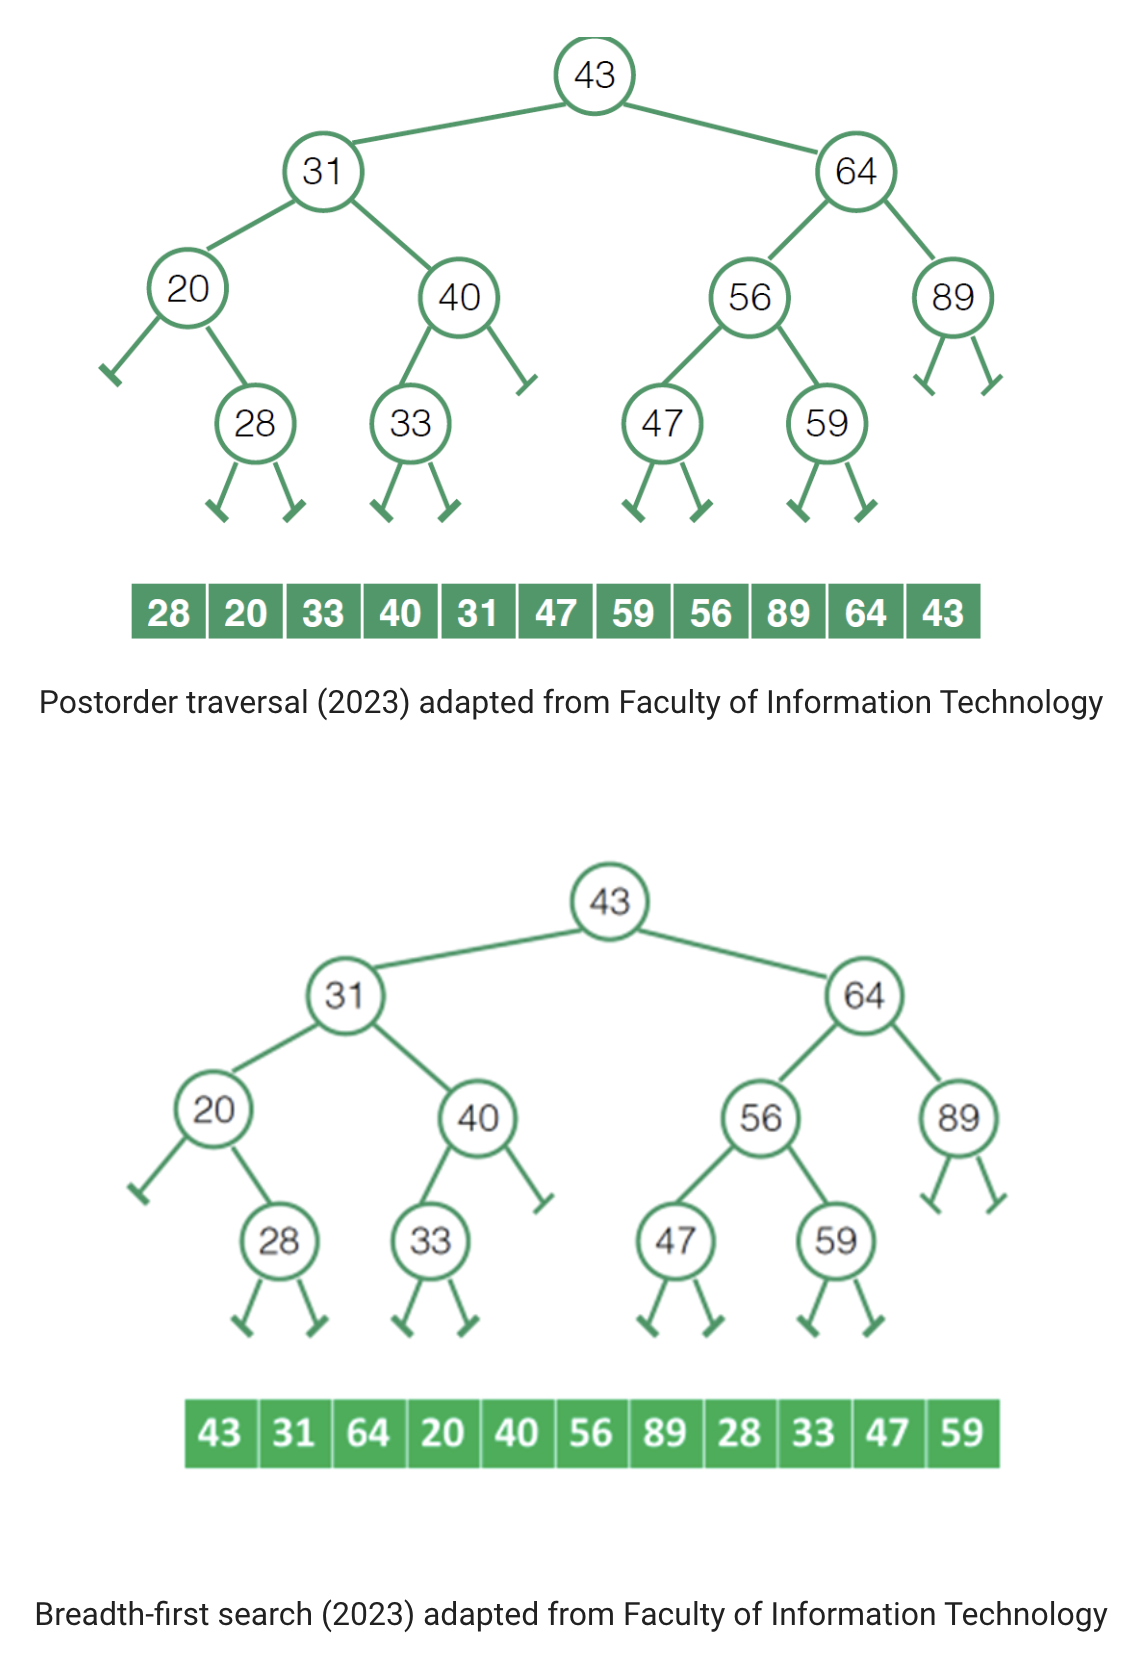 43
31 64
20 40 56 89
28 33 47 59
28 20 33 40 31 47 59 56 89 64 43
Postorder traversal (2023) adapted from Faculty of Information Technology
43
31 64
20 40 56 89
28 33 47 59
43 31 64 20 40 56 89 28 33 47 59
Breadth-first search (2023) adapted from Faculty of Information Technology